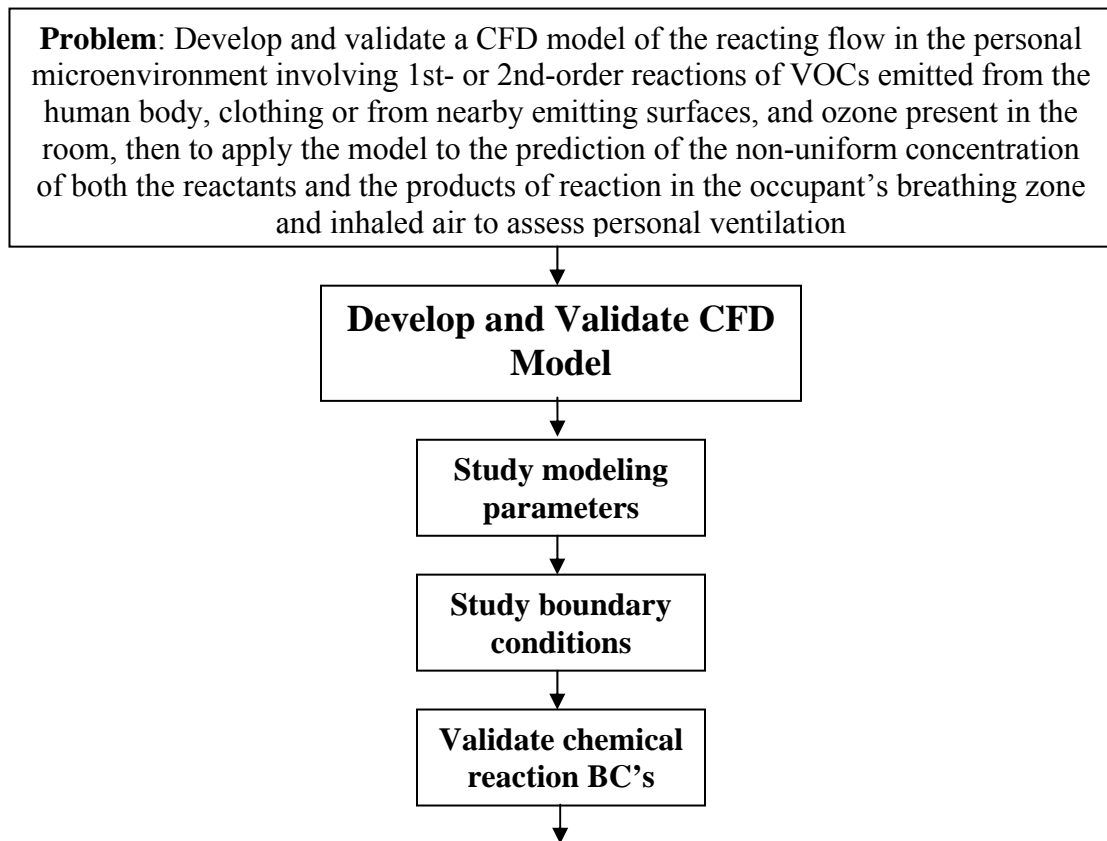 Problem: Develop and validate a CFD model of the reacting flow in the personal
microenvironment involving 1st- or 2nd-order reactions of VOCs emitted from the
human body, clothing or from nearby emitting surfaces, and ozone present in the
room, then to apply the model to the prediction of the non-uniform concentration
of both the reactants and the products of reaction in the occupant’s breathing zone
and inhaled air to assess personal ventilation
Develop and Validate CFD
Model
Study modeling
parameters
Study boundary
conditions
Validate chemical
reaction BC’s